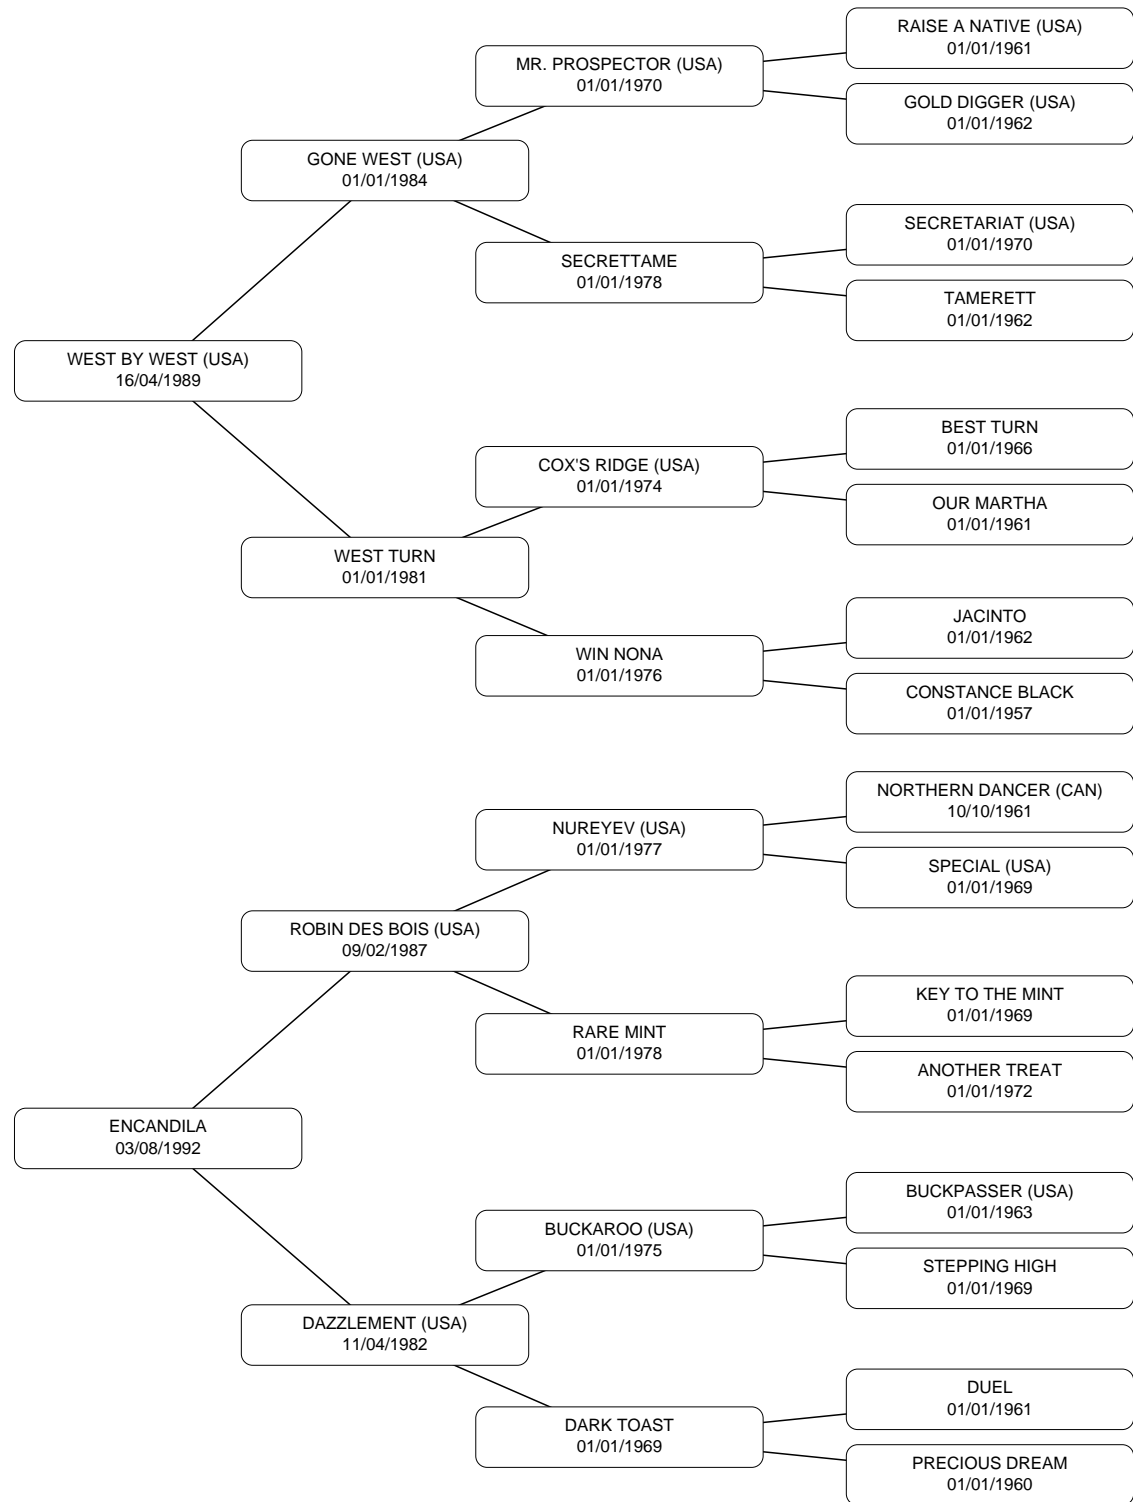 RAISE A NATIVE (USA)
01/01/1961
MR. PROSPECTOR (USA)
01/01/1970
GOLD DIGGER (USA)
01/01/1962
GONE WEST (USA)
01/01/1984
SECRETARIAT (USA)
01/01/1970
SECRETTAME
01/01/1978
TAMERETT
01/01/1962
WEST BY WEST (USA)
16/04/1989
BEST TURN
01/01/1966
COX'S RIDGE (USA)
01/01/1974
OUR MARTHA
01/01/1961
WEST TURN
01/01/1981
JACINTO
01/01/1962
WIN NONA
01/01/1976
CONSTANCE BLACK
01/01/1957
NORTHERN DANCER (CAN)
10/10/1961
NUREYEV (USA)
01/01/1977
SPECIAL (USA)
01/01/1969
ROBIN DES BOIS (USA)
09/02/1987
KEY TO THE MINT
01/01/1969
RARE MINT
01/01/1978
ANOTHER TREAT
01/01/1972
ENCANDILA
03/08/1992
BUCKPASSER (USA)
01/01/1963
BUCKAROO (USA)
01/01/1975
STEPPING HIGH
01/01/1969
DAZZLEMENT (USA)
11/04/1982
DUEL
01/01/1961
DARK TOAST
01/01/1969
PRECIOUS DREAM
01/01/1960